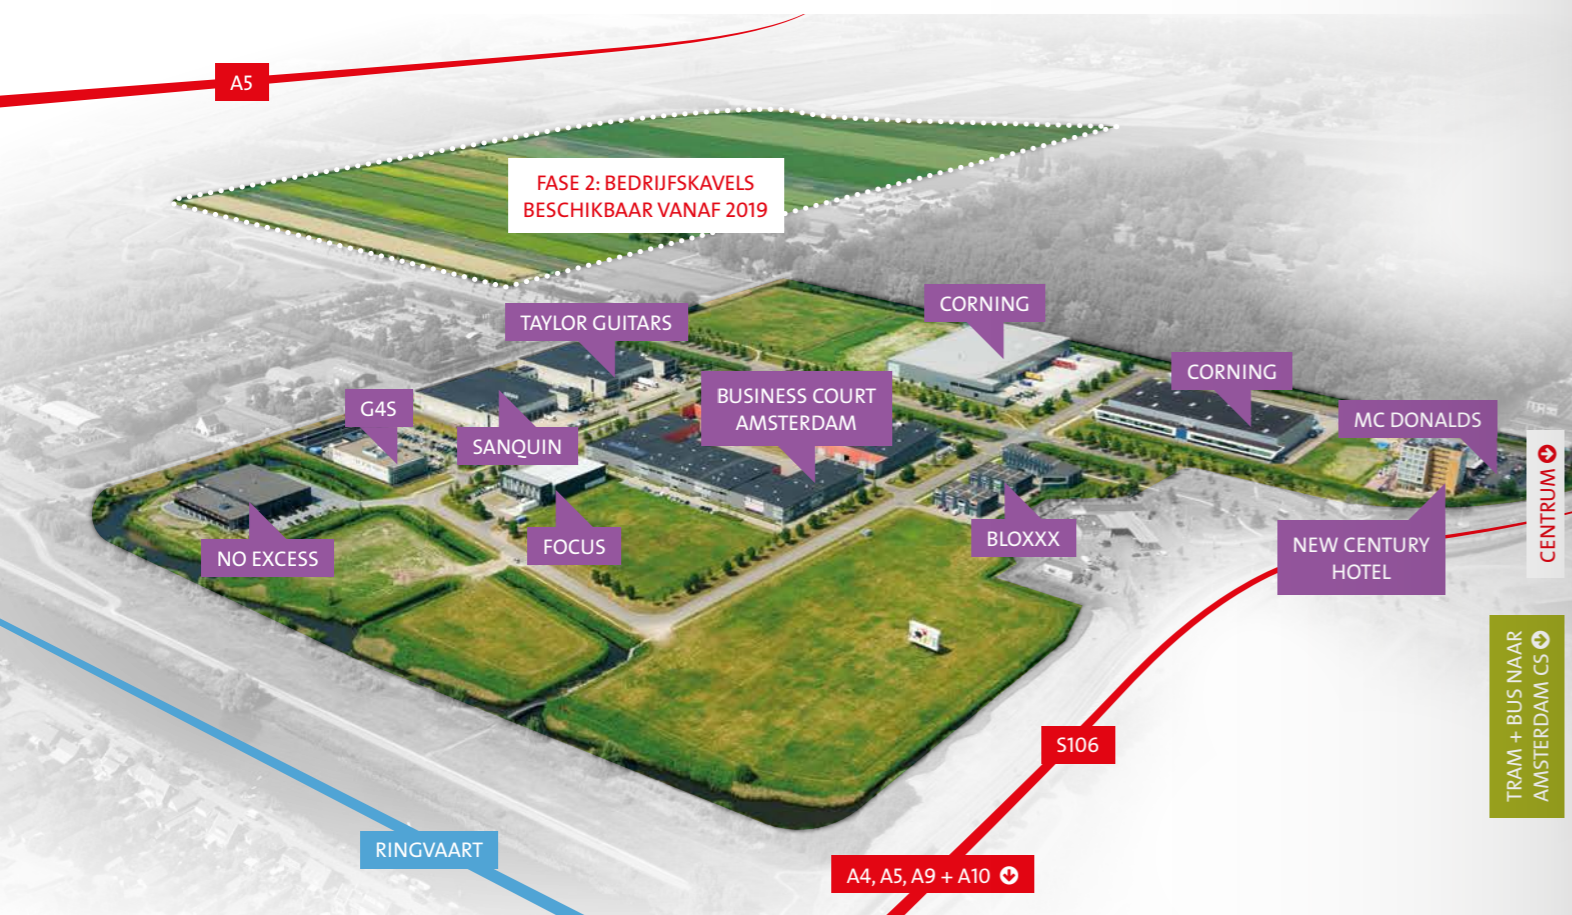 A5
FASE 2: BEDRIJFSKAVELS
BESCHIKBAAR VANAF 2019
TAYLOR GUITARS
CORNING
CORNING
BUSINESS COURT
AMSTERDAM
G4S
MC DONALDS
SANQUIN
CENTRUM
NO EXCESS
FOCUS
BLOXXX
NEW CENTURY
HOTEL
TRAM + BUS NAAR
AMSTERDAM CS
S106
RINGVAART
A4, A5, A9 + A10